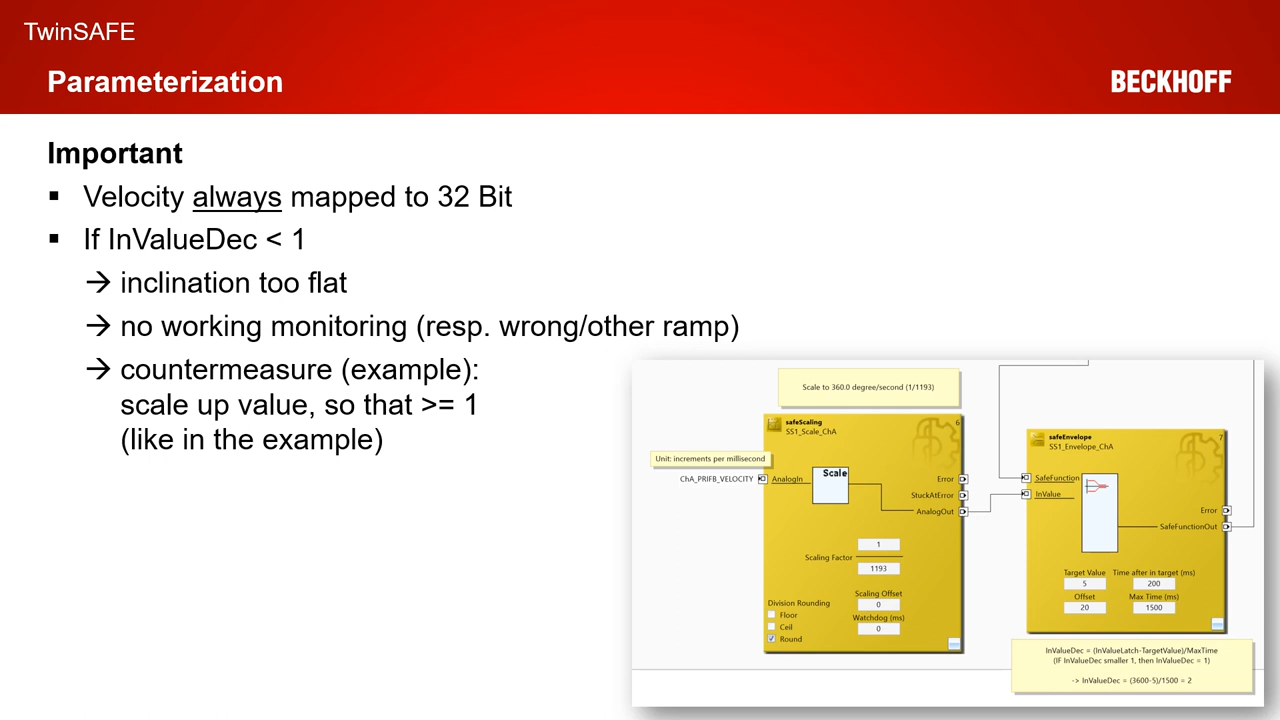 TwinSAFE
Parameterization
BECKHOFF
Important
▪ Velocity always mapped to 32 Bit
▪ If InValueDec < 1
→ inclination too flat
→ no working monitoring (resp. wrong/other ramp)
→ countermeasure (example):
scale up value, so that >= 1
(like in the example)
Scale to 360.0 degree/second (1/1193)
safeScaling
SS1_Scale_ChA
6
Unit: increments per millisecond
ChA_PRIFB_VELOCITY
AnalogIn
Scale
Error
StuckAtError
AnalogOut
Scaling Factor
1
1193
Division Rounding
Floor
Ceil
Round
Scaling Offset
0
Watchdog (ms)
0
safeEnvelope
SS1_Envelope_ChA
7
SafeFunction
InValue
Error
SafeFunctionOut
Target Value Time after in target (ms)
5 200
Offset Max Time (ms)
20 1500
InValueDec = (InValueLatch-TargetValue)/MaxTime
(IF InValueDec smaller 1, then InValueDec = 1)
-> InValueDec = (3600-5)/1500 = 2